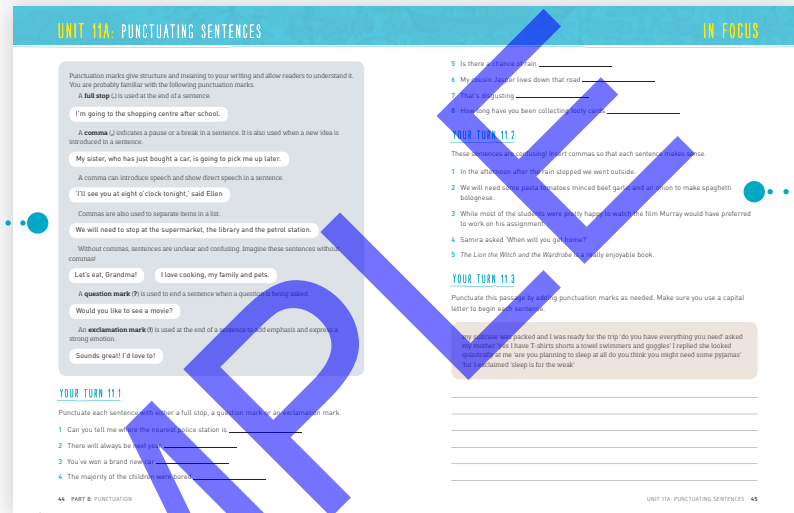 UNIT 11A: PUNCTUATING SENTENCES
Punctuation marks give structure and meaning to your writing and allow readers to understand it.
You are probably familiar with the following punctuation marks.
A full stop (.) is used at the end of a sentence.
I'm going to the shopping centre after school.
A comma (,) indicates a pause or a break in a sentence. It is also used when a new idea is
introduced in a sentence.
My sister, who has just bought a car, is going to pick me up later.
A comma can introduce speech and show direct speech in a sentence.
'I'll see you at eight o'clock tonight,' said Ellen
Commas are also used to separate items in a list.
We will need to stop at the supermarket, the library and the petrol station.
Without commas, sentences are unclear and confusing. Imagine these sentences without
commas!
Let's eat, Grandma! I love cooking, my family and pets.
A question mark (?) is used to end a sentence when a question is being asked.
Would you like to see a movie?
An exclamation mark (!) is used at the end of a sentence to add emphasis and express a
strong emotion.
Sounds great! I'd love to!
YOUR TURN 11.1
Punctuate each sentence with either a full stop, a question mark or an exclamation mark.
1 Can you tell me where the nearest police station is
2 There will always be next year
3 You've won a brand new car
4 The majority of the children were bored
44 PART B: PUNCTUATION
IN FOCUS
5 Is there a chance of rain
6 My cousin Jasper lives down that road
7 That's disgusting
8 How long have you been collecting footy cards
YOUR TURN 11.2
These sentences are confusing! Insert commas so that each sentence makes sense.
1 In the afternoon after the rain stopped we went outside.
2 We will need some pasta tomatoes minced beef garlic and an onion to make spaghetti
bolognese.
3 While most of the students were pretty happy to watch the film Murray would have preferred
to work on his assignment.
4 Samira asked 'When will you get home?'
5 The Lion the Witch and the Wardrobe is a really enjoyable book.
YOUR TURN 11.3
Punctuate this passage by adding punctuation marks as needed. Make sure you use a capital
letter to begin each sentence.
my suitcase was packed and I was ready for the trip 'do you have everything you need' asked
my mother 'yes I have T-shirts shorts a towel swimmers and goggles' I replied she looked
quizzically at me 'are you planning to sleep at all do you think you might need some pyjamas'
'ha' I exclaimed 'sleep is for the weak'
UNIT 11A: PUNCTUATING SENTENCES 45